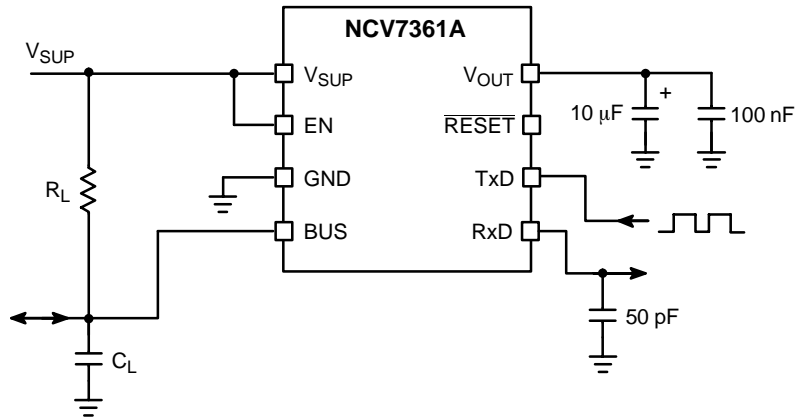 NCV7361A
VSUP
VSUP
VOUT
+
10 μF
100 nF
EN
RESET
RL
GND
TxD
BUS
RxD
50 pF
CL